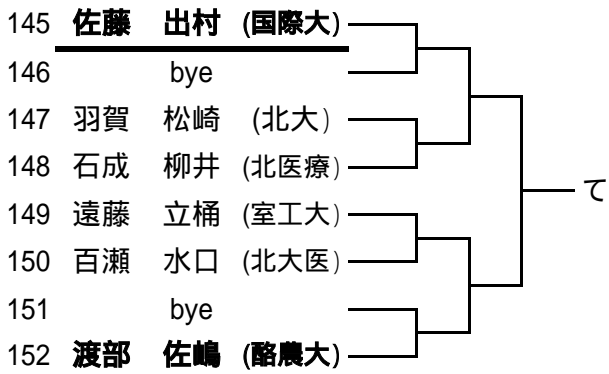 145 佐藤 出村 (国際大)
146 bye
147 羽賀 松崎 (北大)
148 石成 柳井 (北医療)
149 遠藤 立桶 (室工大)
150 百瀬 水口 (北大医)
151 bye
152 渡部 佐嶋 (酪農大)
て